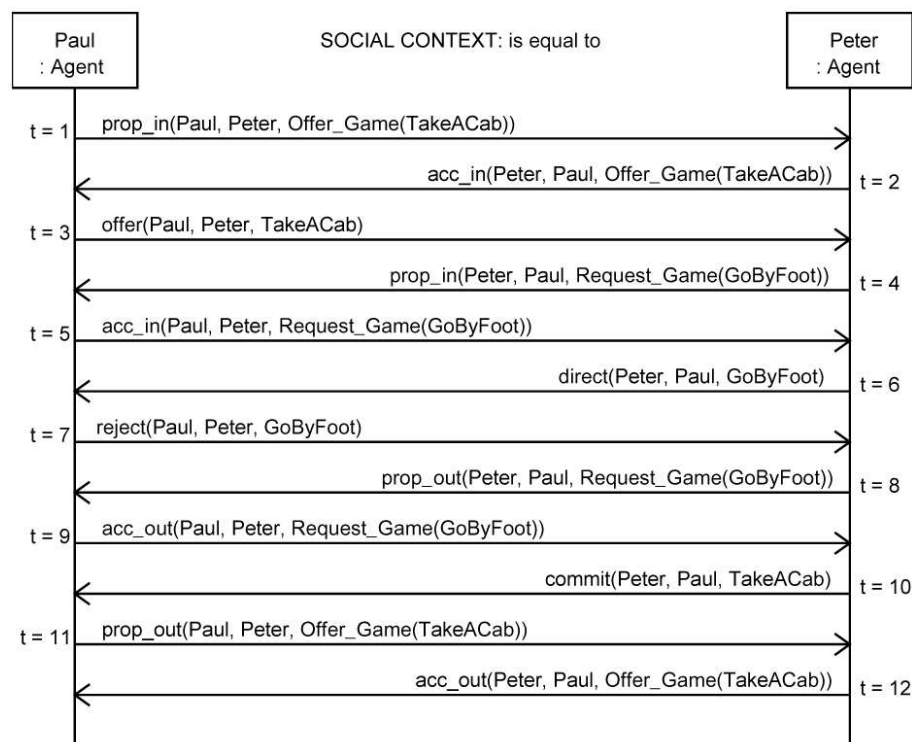 Paul
: Agent
SOCIAL CONTEXT: is equal to
Peter
: Agent
t = 1
prop_in(Paul, Peter, Offer_Game(TakeACab))
acc_in(Peter, Paul, Offer_Game(TakeACab))
t = 2
t = 3
offer(Paul, Peter, TakeACab)
prop_in(Peter, Paul, Request_Game(GoByFoot))
t = 4
t = 5
acc_in(Paul, Peter, Request_Game(GoByFoot))
direct(Peter, Paul, GoByFoot)
t = 6
t = 7
reject(Paul, Peter, GoByFoot)
prop_out(Peter, Paul, Request_Game(GoByFoot))
t = 8
t = 9
acc_out(Paul, Peter, Request_Game(GoByFoot))
commit(Peter, Paul, TakeACab)
t = 10
t = 11
prop_out(Paul, Peter, Offer_Game(TakeACab))
acc_out(Peter, Paul, Offer_Game(TakeACab))
t = 12